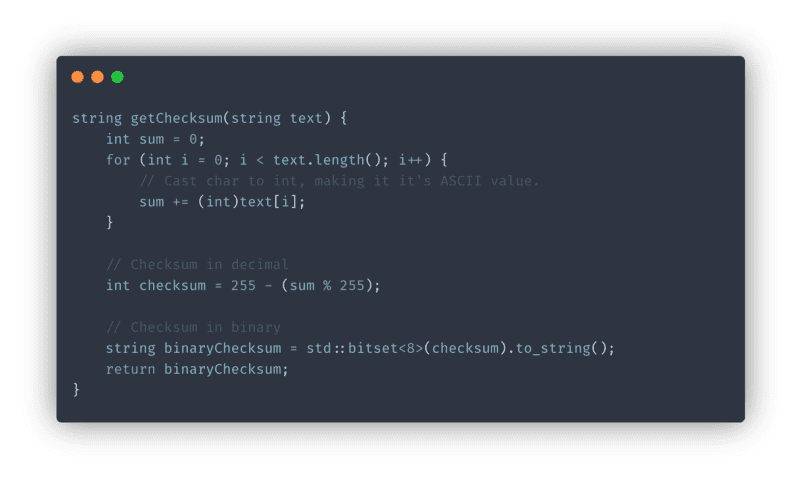 string getChecksum(string text) {
    int sum = 0;
    for (int i = 0; i < text.length(); i++) {
        // Cast char to int, making it it's ASCII value.
        sum += (int)text[i];
    }

    // Checksum in decimal
    int checksum = 255 - (sum % 255);

    // Checksum in binary
    string binaryChecksum = std::bitset<8>(checksum).to_string();
    return binaryChecksum;
}